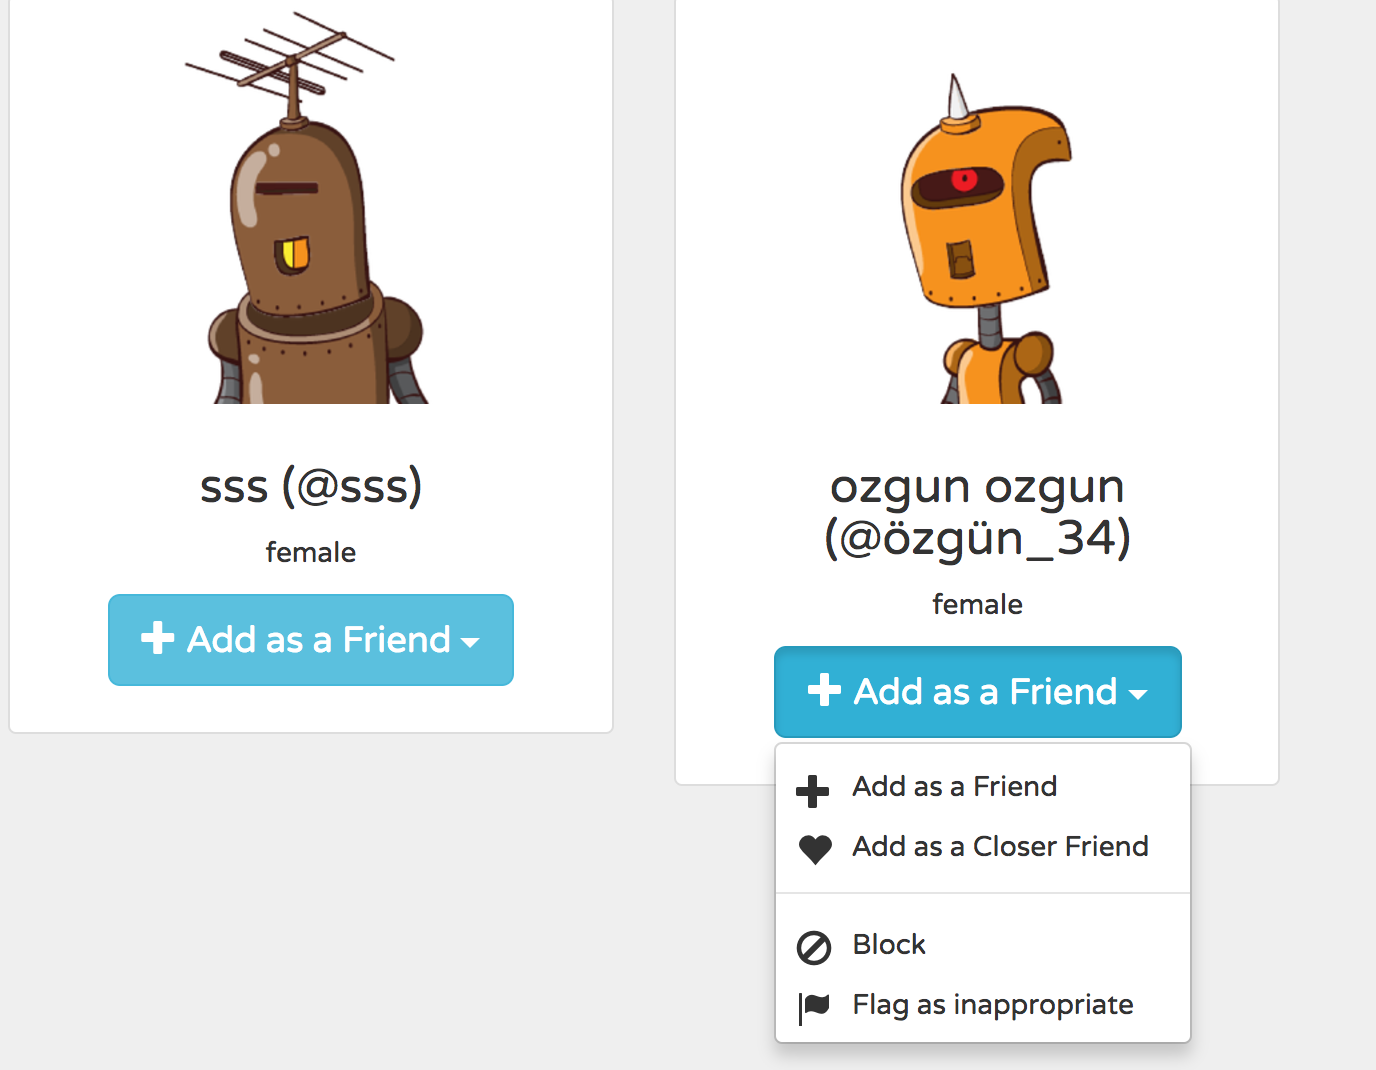 sss (@sss)
female
Add as a Friend
ozgun ozgun
(@özgün_34)
female
Add as a Friend
Add as a Friend
Add as a Closer Friend
Block
Flag as inappropriate